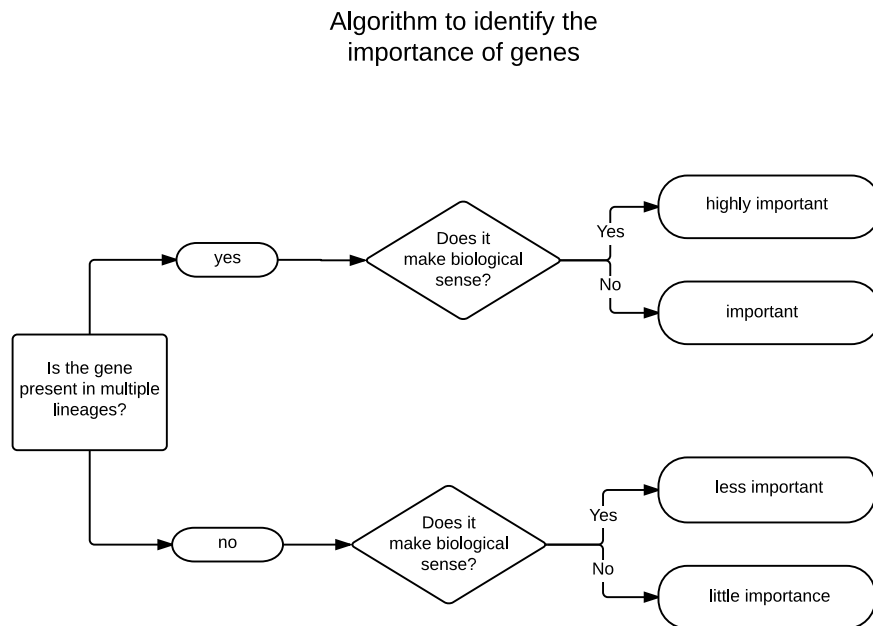 Algorithm to identify the
importance of genes
highly important
Yes
Does it
make biological
sense?
yes
No
important
Is the gene
present in multiple
lineages?
less important
Yes
Does it
make biological
sense?
no
No
little importance